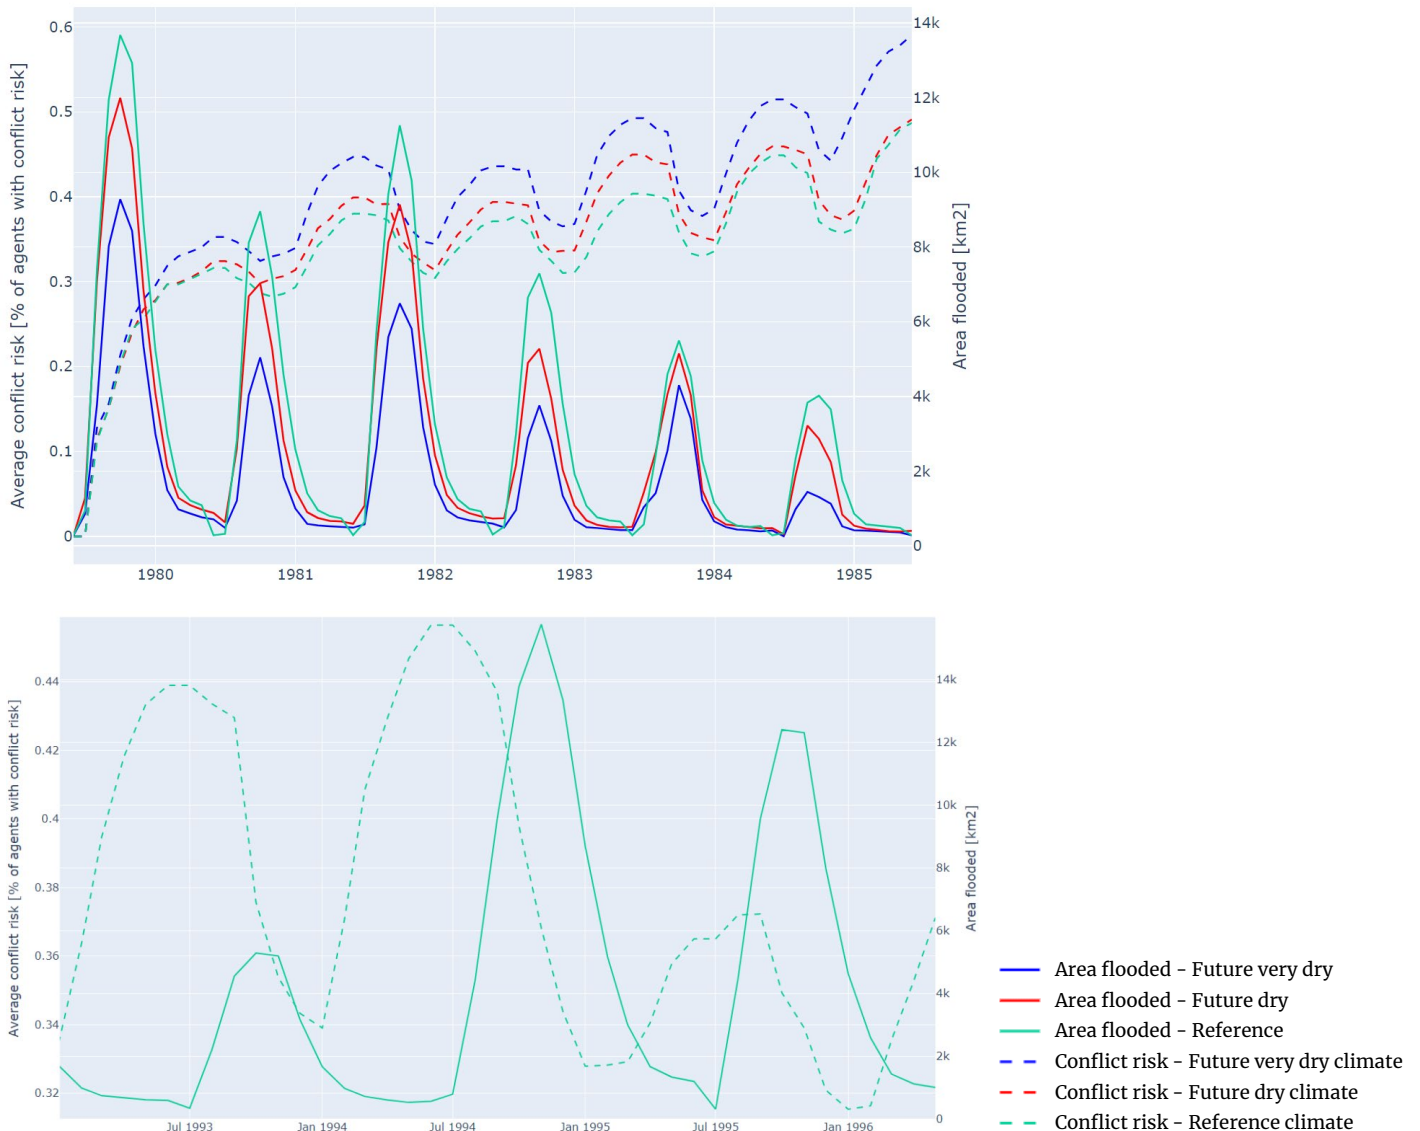 Average conflict risk [% of agents with conflict risk]
0.6
0.5
0.4
0.3
0.2
0.1
0
14k
12k
10k
8k
6k
4k
2k
0
Area flooded [km2]
1980 1981 1982 1983 1984 1985
Average conflict risk [% of agents with conflict risk]
0.44
0.42
0.4
0.38
0.36
0.34
0.32
14k
12k
10k
8k
6k
4k
2k
0
Area flooded [km2]
Jul 1993 Jan 1994 Jul 1994 Jan 1995 Jul 1995 Jan 1996
Area flooded – Future very dry
Area flooded – Future dry
Area flooded – Reference
Conflict risk – Future very dry climate
Conflict risk – Future dry climate
Conflict risk – Reference climate